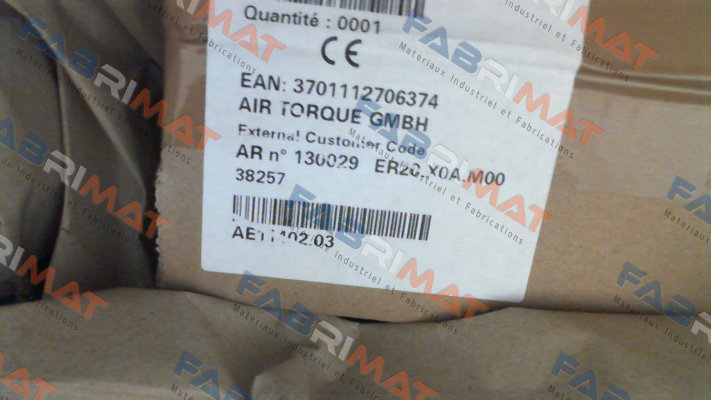 Quantité : 0001
CE
EAN: 3701112706374
AIR TORQUE GMBH
External Customer Code
AR n° 130029 ER20.X0A.M00
38257
FABRIMAT
Materiaux Industriel et Fabrications